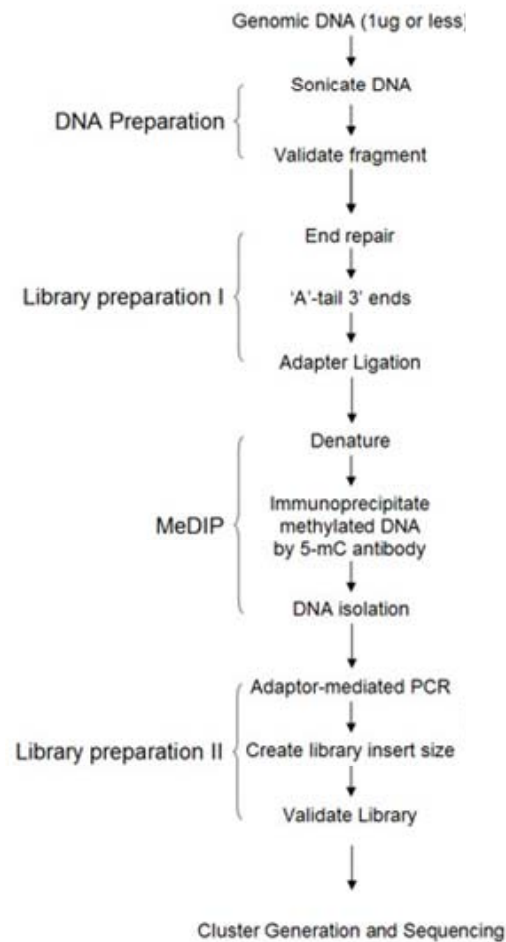 Genomic DNA (1ug or less)
Sonicate DNA
DNA Preparation
Validate fragment
End repair
Library preparation I
'A'-tail 3' ends
Adapter Ligation
Denature
Immunoprecipitate
methylated DNA
by 5-mC antibody
MeDIP
DNA isolation
Adaptor-mediated PCR
Library preparation II
Create library insert size
Validate Library
Cluster Generation and Sequencing